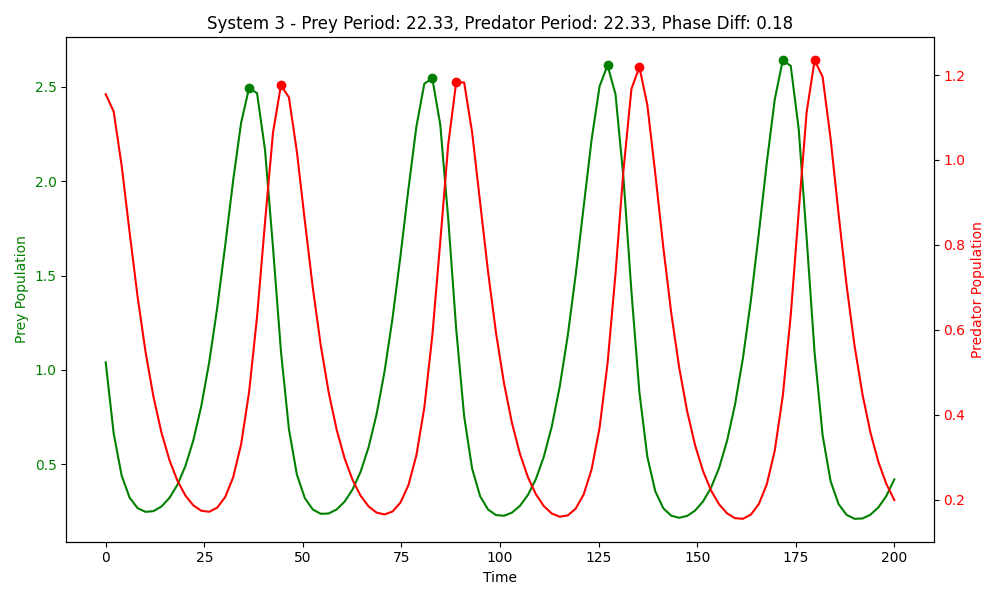 System 3 - Prey Period: 22.33, Predator Period: 22.33, Phase Diff: 0.18
Prey Population
2.5
2.0
1.5
1.0
0.5
1.2
1.0
0.8
0.6
0.4
0.2
Predator Population
0 25 50 75 100 125 150 175 200
Time